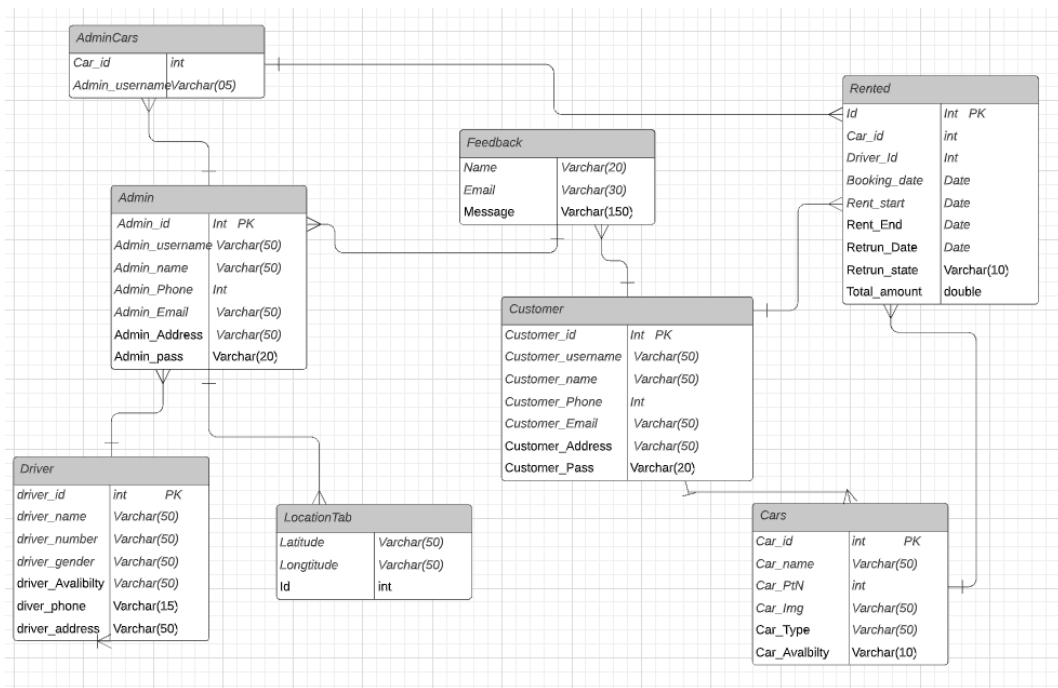 AdminCars
Car_id int
Admin_username Varchar(05)
Rented
Id Int PK
Car_id int
Driver_Id Int
Booking_date Date
Rent_start Date
Rent_End Date
Retrun_Date Date
Retrun_state Varchar(10)
Total_amount double
Feedback
Name Varchar(20)
Email Varchar(30)
Message Varchar(150)
Admin
Admin_id Int PK
Admin_username Varchar(50)
Admin_name Varchar(50)
Admin_Phone Int
Admin_Email Varchar(50)
Admin_Address Varchar(50)
Admin_pass Varchar(20)
Customer
Customer_id Int PK
Customer_username Varchar(50)
Customer_name Varchar(50)
Customer_Phone Int
Customer_Email Varchar(50)
Customer_Address Varchar(50)
Customer_Pass Varchar(20)
Driver
driver_id int PK
driver_name Varchar(50)
driver_number Varchar(50)
driver_gender Varchar(50)
driver_Avalibilty Varchar(50)
diver_phone Varchar(15)
driver_address Varchar(50)
LocationTab
Latitude Varchar(50)
Longtitude Varchar(50)
Id int
Cars
Car_id int PK
Car_name Varchar(50)
Car_PtN int
Car_Img Varchar(50)
Car_Type Varchar(50)
Car_Avalbilty Varchar(10)